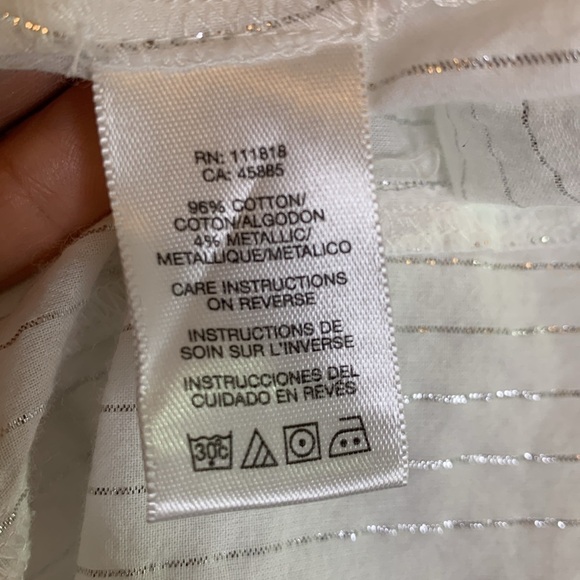 RN: 111818
CA: 45885
96% COTTON/
COTON/ALGODON
4% METALLIC/
METALLIQUE/METALICO
CARE INSTRUCTIONS
ON REVERSE
INSTRUCTIONS DE
SOIN SUR L'INVERSE
INSTRUCCIONES DEL
CUIDADO EN REVÉS
30c